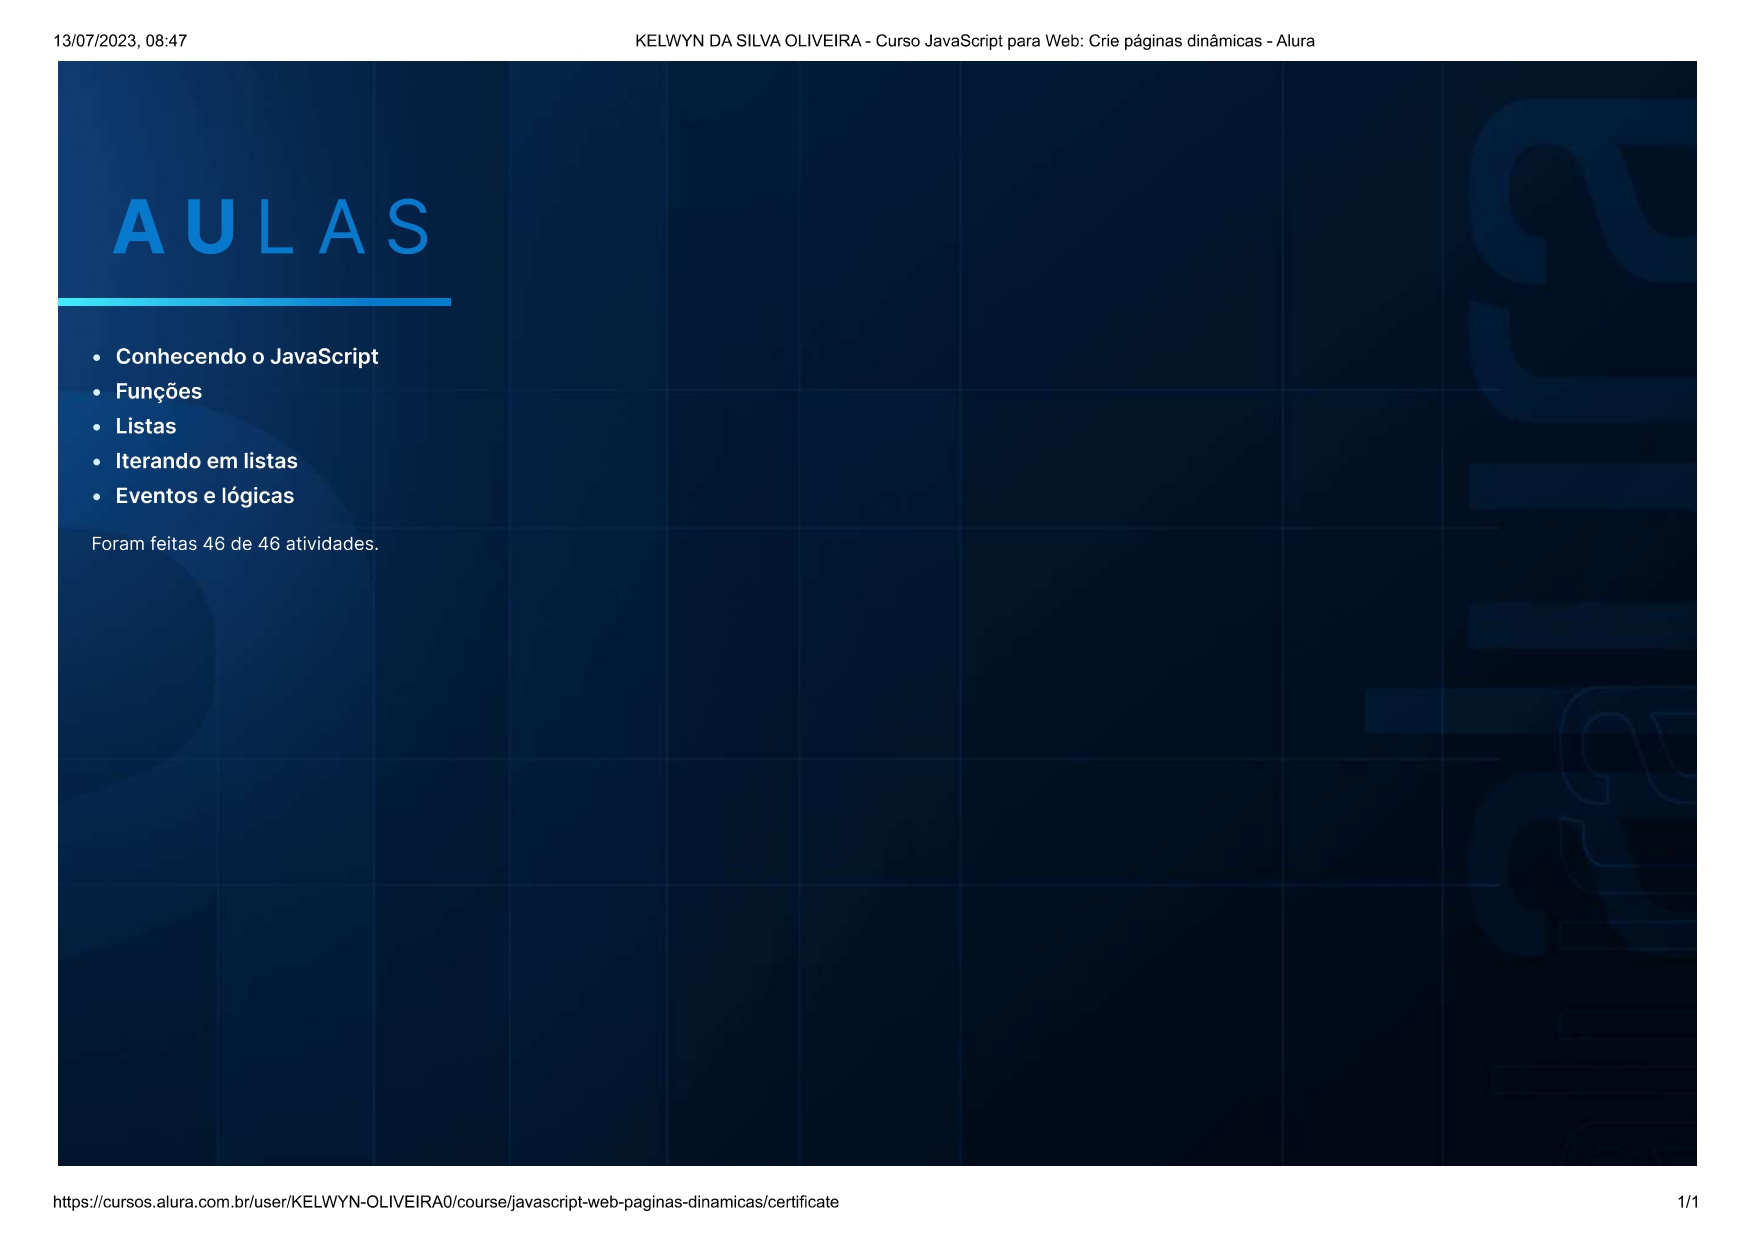 13/07/2023, 08:47
KELWYN DA SILVA OLIVEIRA - Curso JavaScript para Web: Crie páginas dinâmicas - Alura
AULAS
• Conhecendo o JavaScript
• Funções
• Listas
• Iterando em listas
• Eventos e lógicas
Foram feitas 46 de 46 atividades.
alura
https://cursos.alura.com.br/user/KELWYN-OLIVEIRA0/course/javascript-web-paginas-dinamicas/certificate
1/1